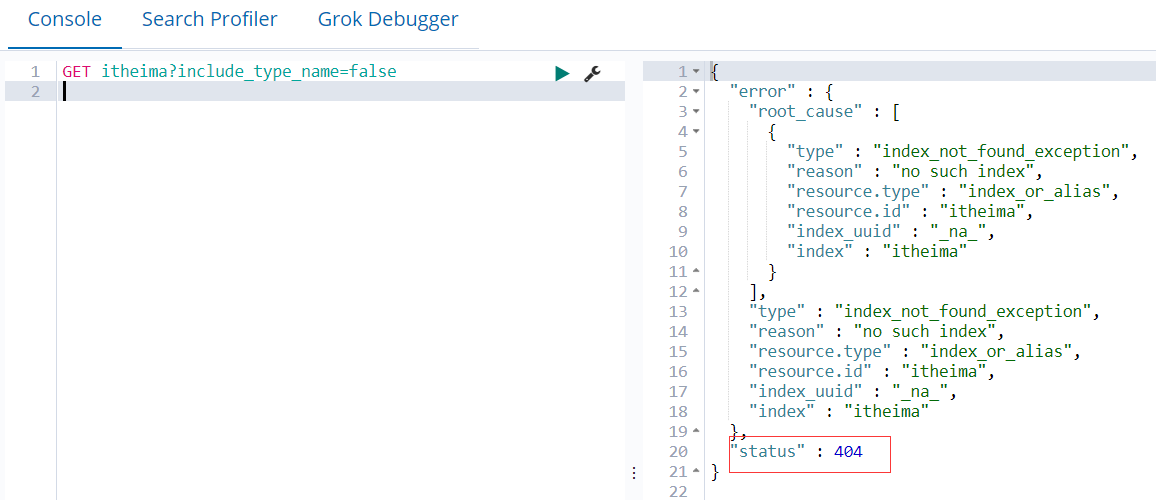 Console Search Profiler Grok Debugger
1 GET itheima?include_type_name=false
2
1 {
2 "error" : {
3 "root_cause" : [
4 {
5 "type" : "index_not_found_exception",
6 "reason" : "no such index",
7 "resource.type" : "index_or_alias",
8 "resource.id" : "itheima",
9 "index_uuid" : "_na_",
10 "index" : "itheima"
11 }
12 ],
13 "type" : "index_not_found_exception",
14 "reason" : "no such index",
15 "resource.type" : "index_or_alias",
16 "resource.id" : "itheima",
17 "index_uuid" : "_na_",
18 "index" : "itheima"
19 },
20 "status" : 404
21 }
22